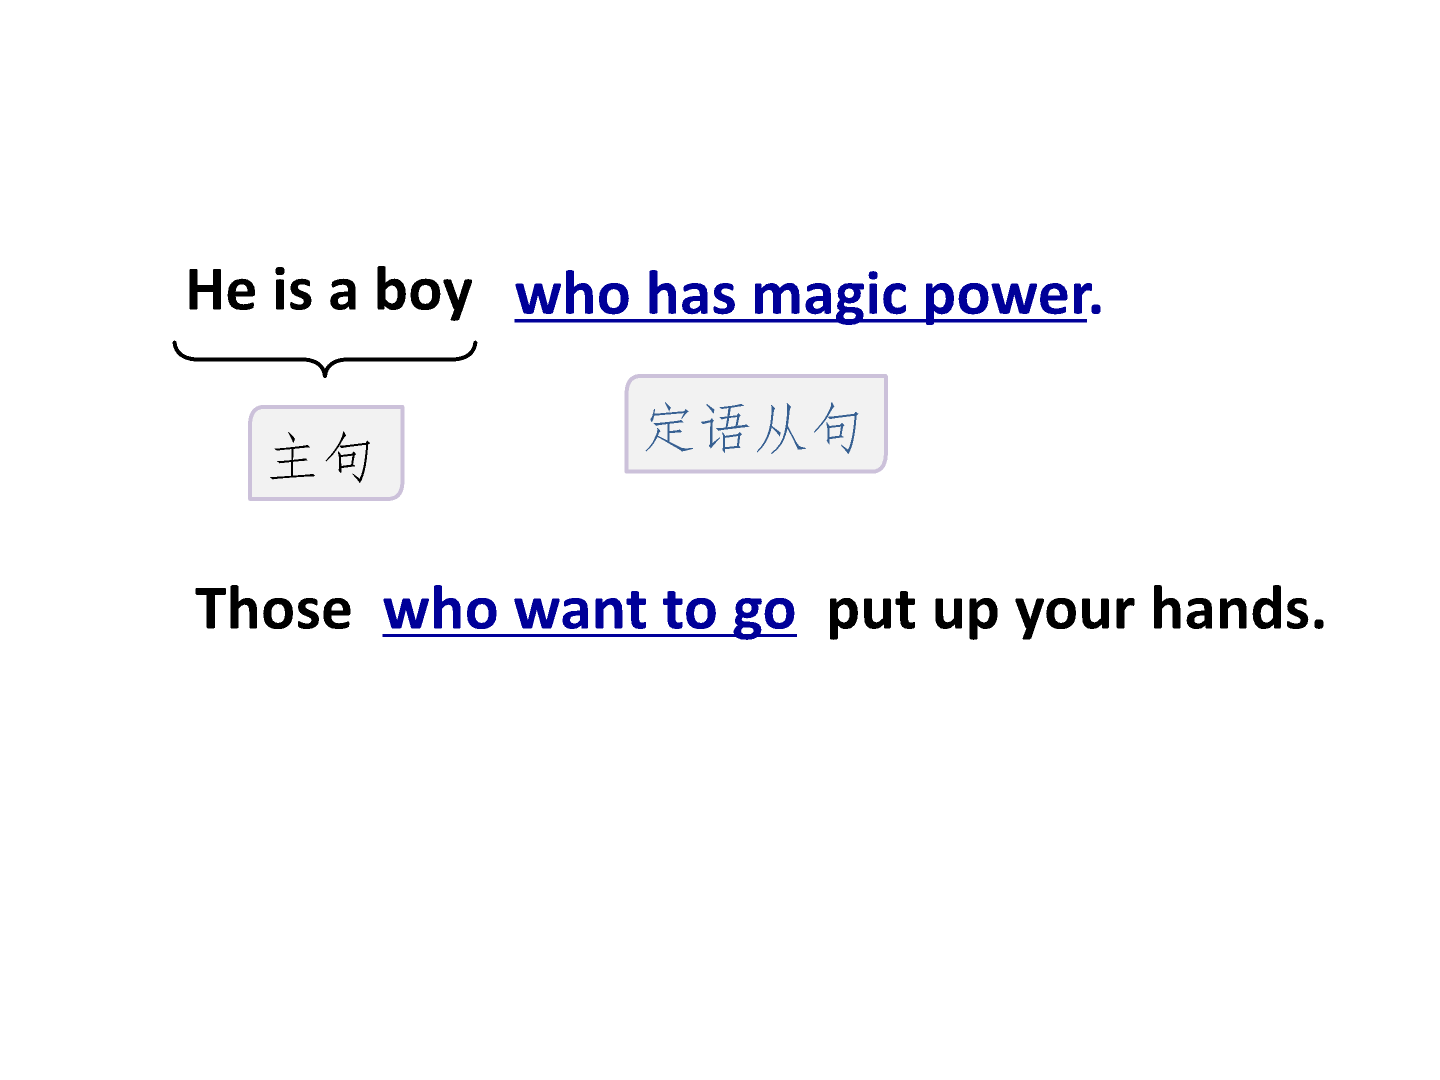 He is a boy who has magic power.
主句 定语从句
Those who want to go put up your hands.